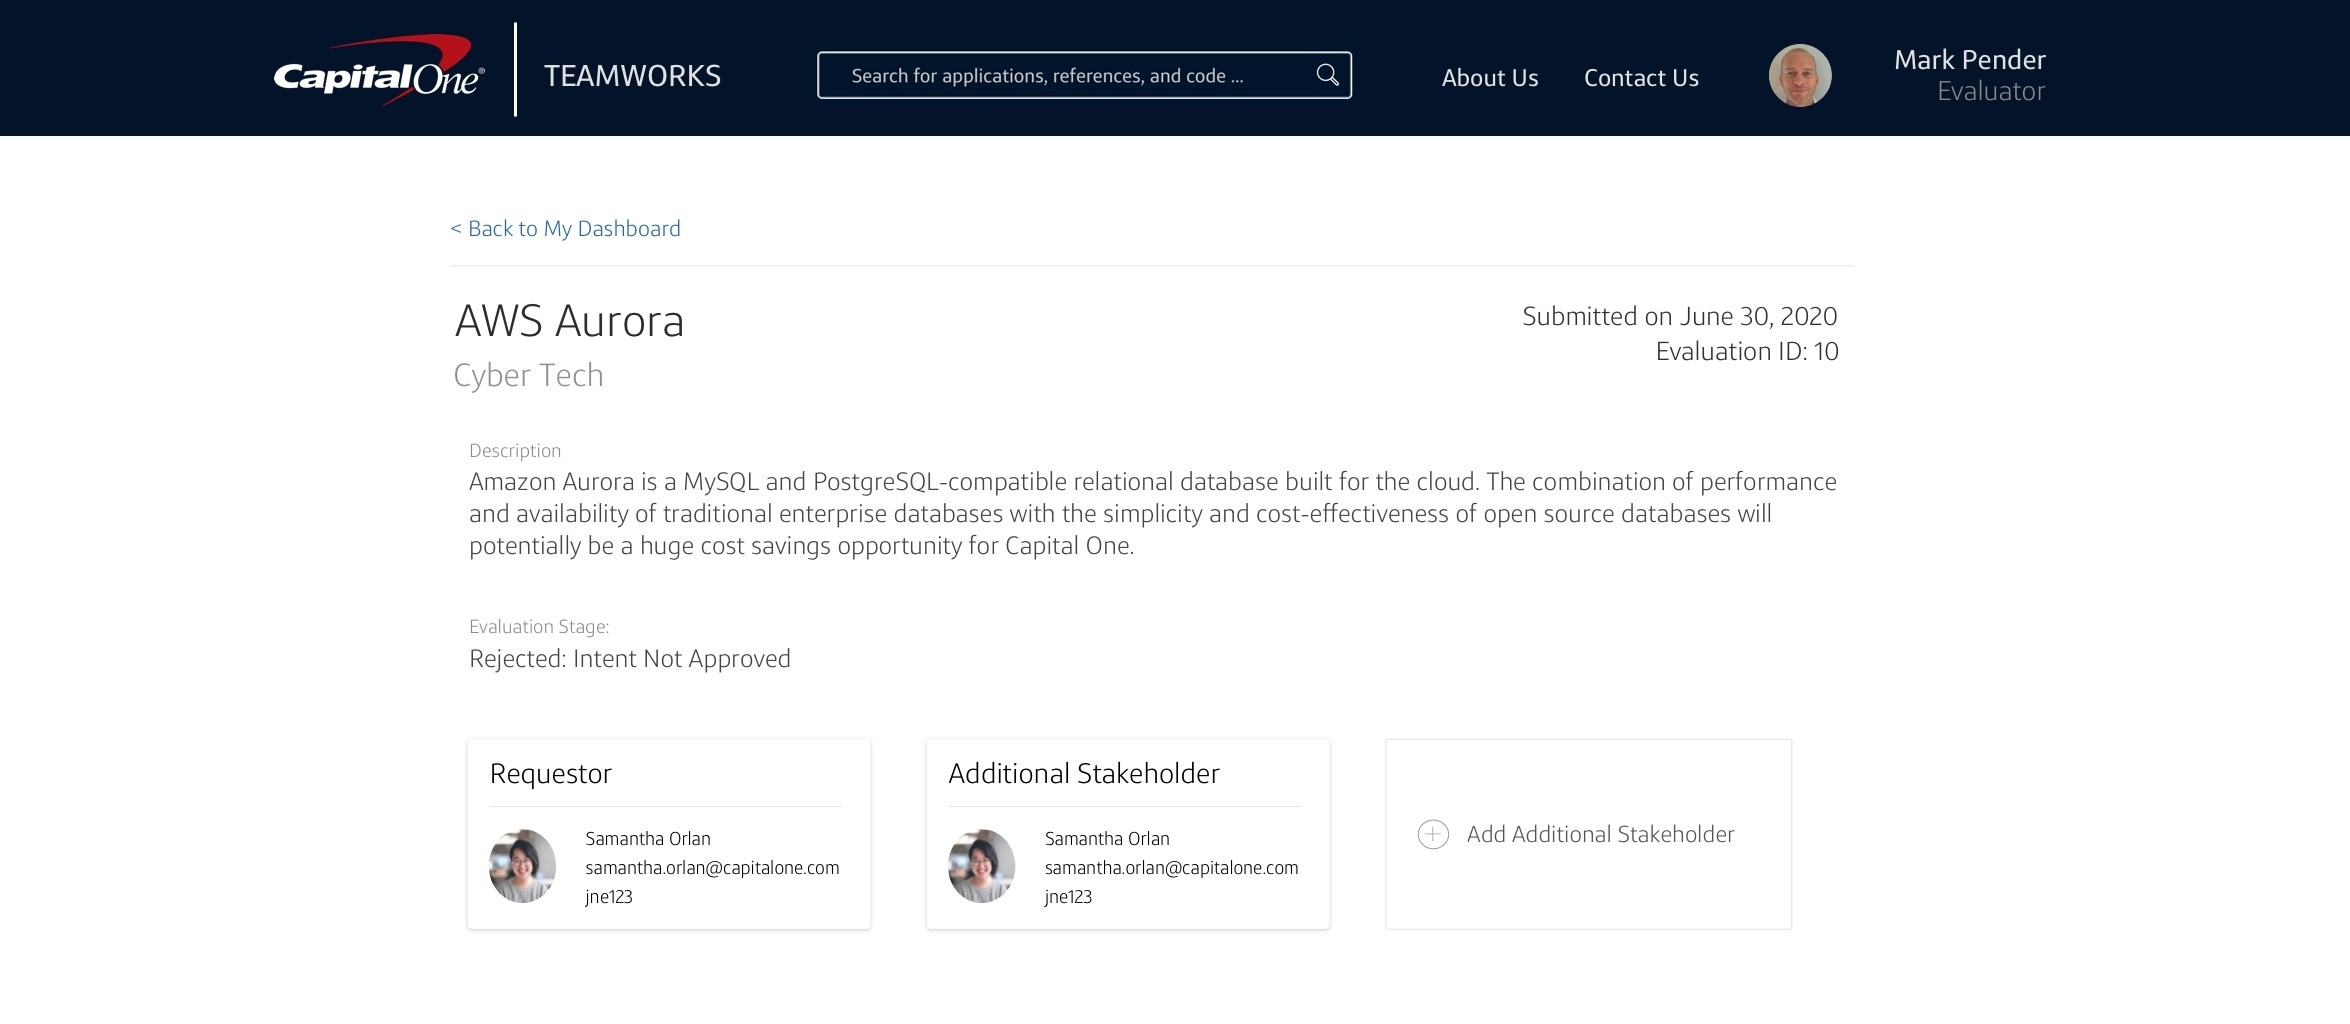 CapitalOne®
TEAMWORKS
Search for applications, references, and code ...
About Us
Contact Us
Mark Pender
Evaluator
< Back to My Dashboard
AWS Aurora
Submitted on June 30, 2020
Evaluation ID: 10
Cyber Tech
Description
Amazon Aurora is a MySQL and PostgreSQL-compatible relational database built for the cloud. The combination of performance
and availability of traditional enterprise databases with the simplicity and cost-effectiveness of open source databases will
potentially be a huge cost savings opportunity for Capital One.
Evaluation Stage:
Rejected: Intent Not Approved
Requestor
Samantha Orlan
samantha.orlan@capitalone.com
jne123
Additional Stakeholder
Samantha Orlan
samantha.orlan@capitalone.com
jne123
Add Additional Stakeholder